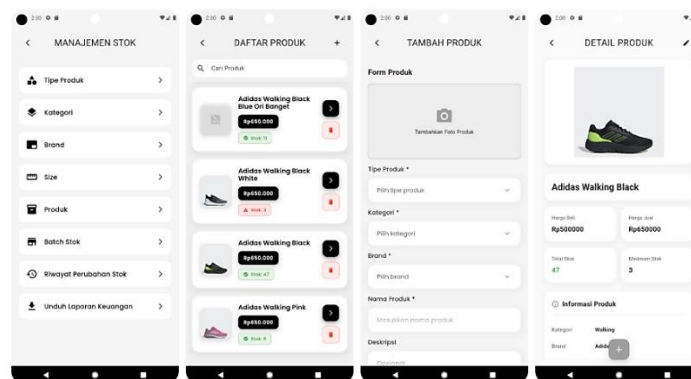 2:00
MANAJEMEN STOK
Tipe Produk
Kategori
Brand
Size
Produk
Batch Stok
Riwayat Perubahan Stok
Unduh Laporan Keuangan
2:00
DAFTAR PRODUK
Cari Produk
Adidas Walking Black
Blue Ori Banget
Rp650.000
Stok: 11
Adidas Walking Black
White
Rp650.000
Stok: 3
Adidas Walking Black
Rp650.000
Stok: 47
Adidas Walking Pink
Rp650.000
2:00
TAMBAH PRODUK
Form Produk
Tambahkan Foto Produk
Tipe Produk *
Pilih tipe produk
Kategori *
Pilih kategori
Brand *
Pilih brand
Nama Produk *
Masukkan nama produk
Deskripsi
Opsional
2:00
DETAIL PRODUK
Adidas Walking Black
Harga Beli
Rp500000
Harga Jual
Rp650000
Total Stok
47
Minimum Stok
3
Informasi Produk
Kategori
Walking
Brand